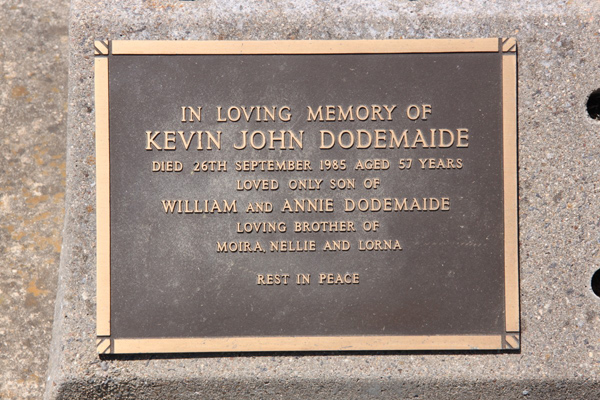 IN LOVING MEMORY OF
KEVIN JOHN DODEMAIDE
DIED 26TH SEPTEMBER 1985 AGED 57 YEARS
LOVED ONLY SON OF
WILLIAM AND ANNIE DODEMAIDE
LOVING BROTHER OF
MOIRA, NELLIE AND LORNA
REST IN PEACE